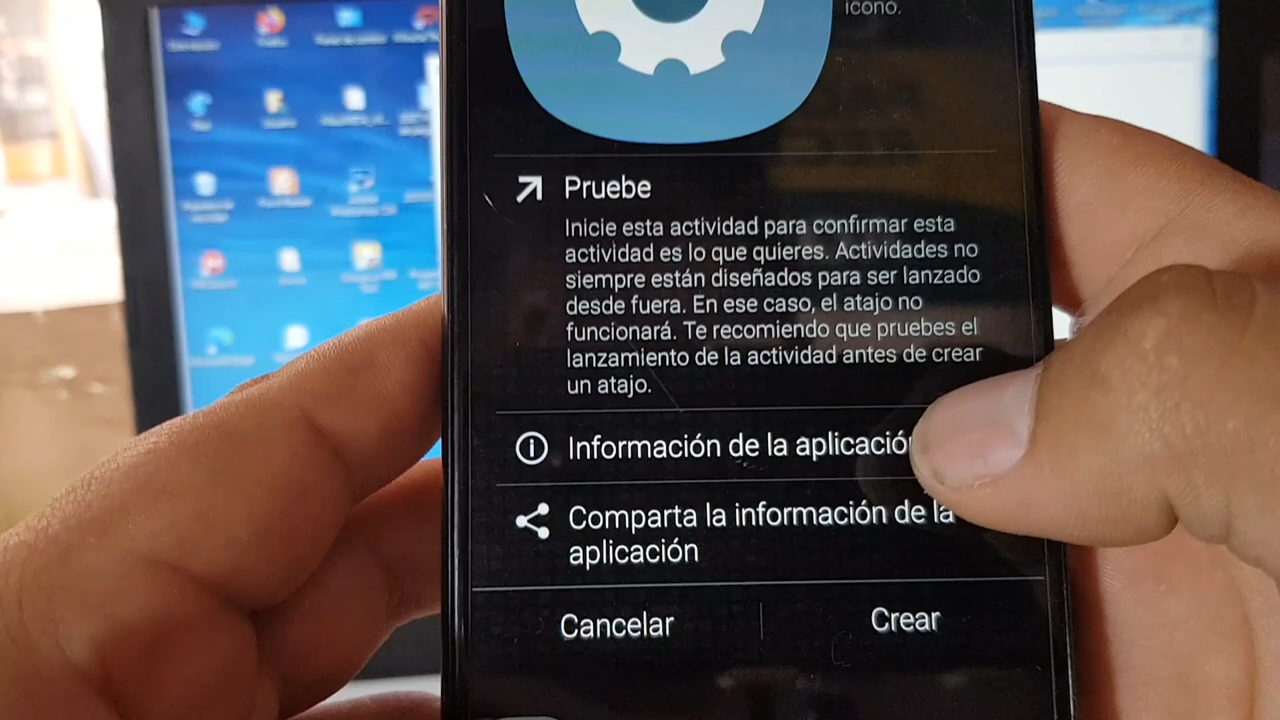 icono.
Pruebe
Inicie esta actividad para confirmar esta
actividad es lo que quieres. Actividades no
siempre están diseñados para ser lanzado
desde fuera. En ese caso, el atajo no
funcionará. Te recomiendo que pruebes el
lanzamiento de la actividad antes de crear
un atajo.
Información de la aplicació
Comparta la información de la
aplicación
Cancelar
Crear